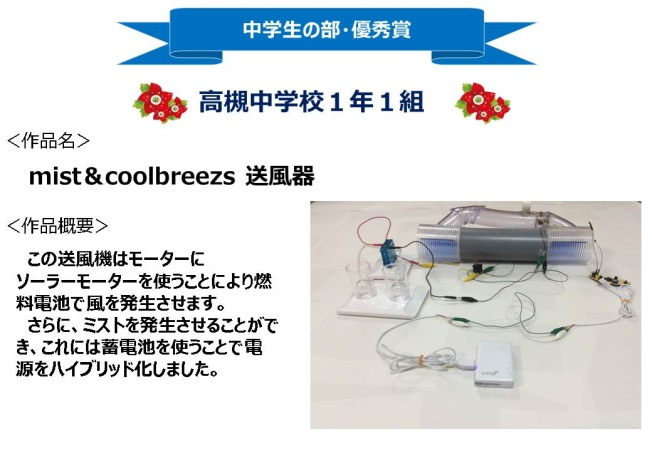 中学生の部・優秀賞
高槻中学校１年１組
＜作品名＞
mist＆coolbreezs 送風器
＜作品概要＞
この送風機はモーターに
ソーラーモーターを使うことにより燃
料電池で風を発生させます。
さらに、ミストを発生させることがで
き、これには蓄電池を使うことで電
源をハイブリッド化しました。